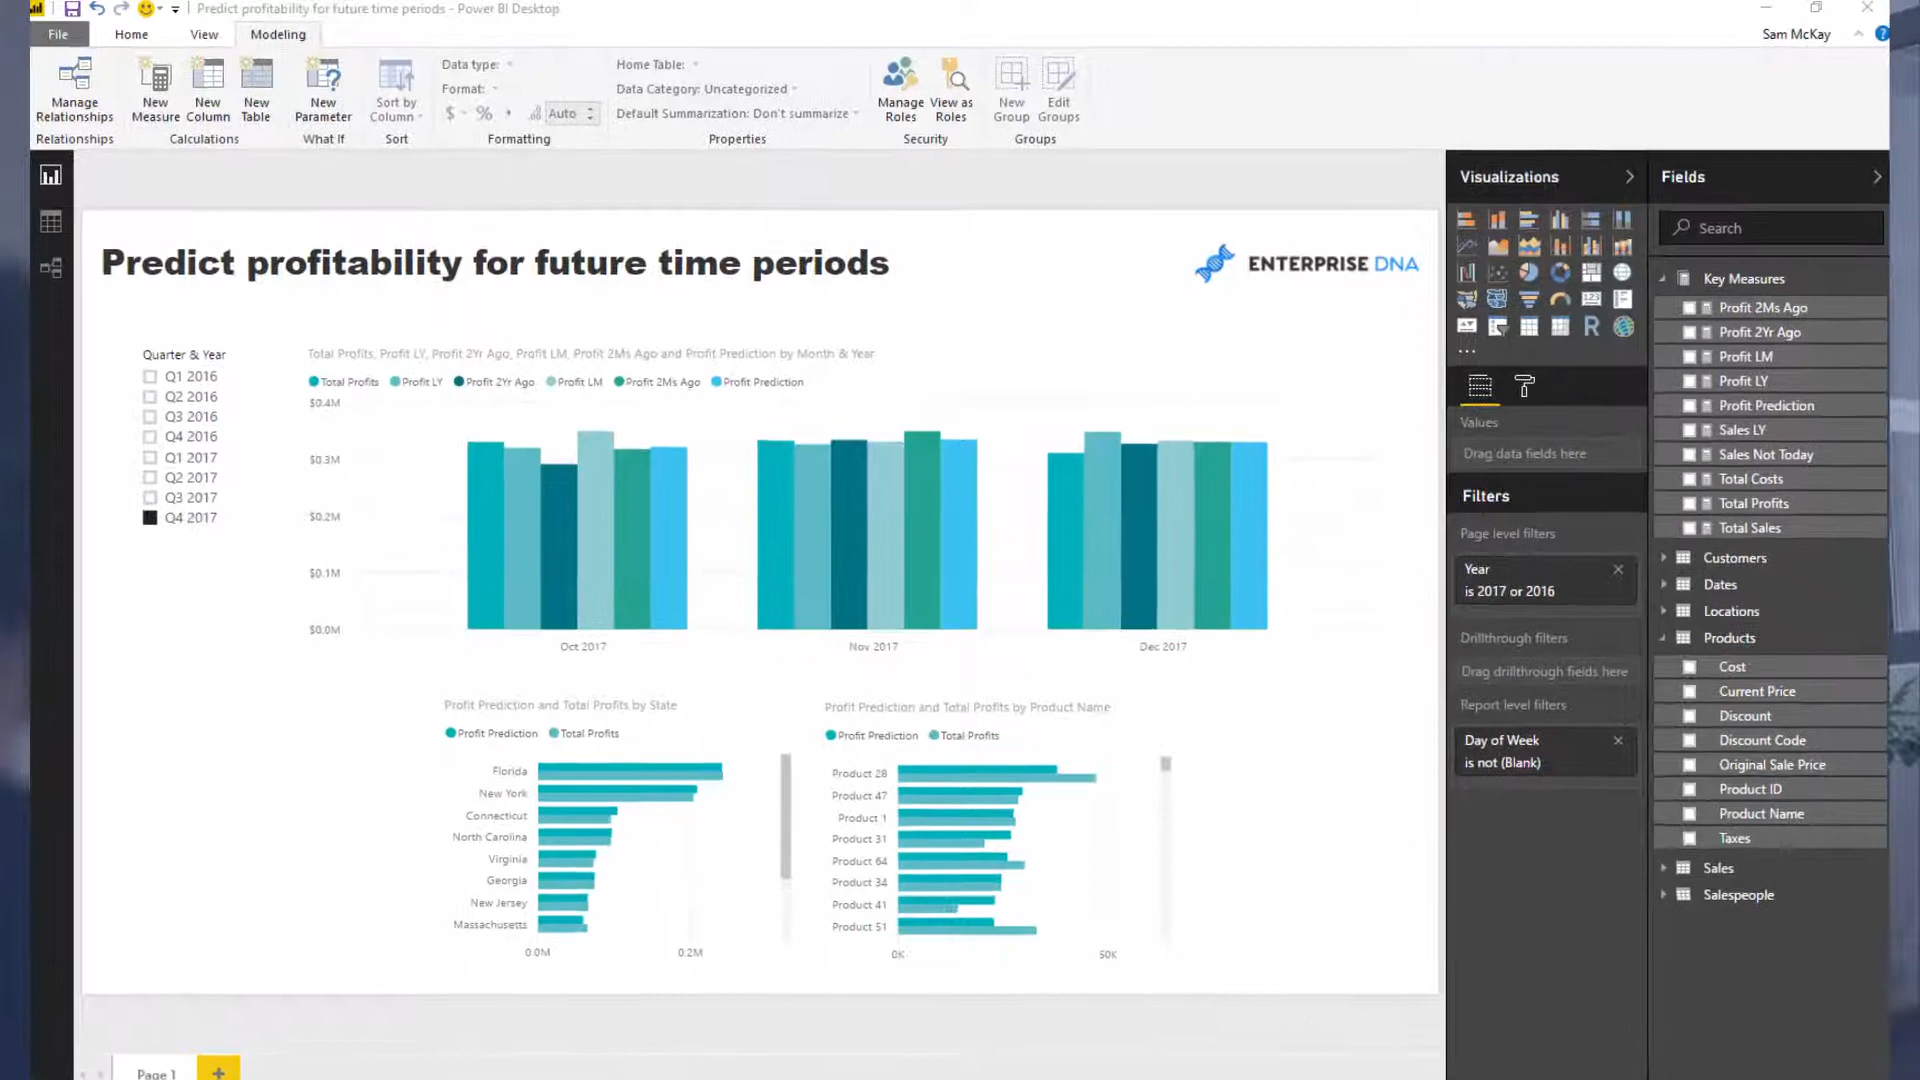 Predict profitability for future time periods - Power BI Desktop
File Home View Modeling Sam McKay
Manage Relationships
New Measure
New Column
New Table
New Parameter
Sort by Column
Data type:
Format:
$ % , Auto
Home Table:
Data Category: Uncategorized
Default Summarization: Don't summarize
Manage Roles
View as Roles
New Group
Edit Groups
Relationships Calculations What If Sort Formatting Properties Security Groups
Predict profitability for future time periods
ENTERPRISE DNA
Quarter & Year
Q1 2016
Q2 2016
Q3 2016
Q4 2016
Q1 2017
Q2 2017
Q3 2017
Q4 2017
Total Profits, Profit LY, Profit 2Yr Ago, Profit LM, Profit 2Ms Ago and Profit Prediction by Month & Year
Total Profits Profit LY Profit 2Yr Ago Profit LM Profit 2Ms Ago Profit Prediction
$0.4M
$0.3M
$0.2M
$0.1M
$0.0M
Oct 2017 Nov 2017 Dec 2017
Profit Prediction and Total Profits by State
Profit Prediction Total Profits
Florida
New York
Connecticut
North Carolina
Virginia
Georgia
New Jersey
Massachusetts
0.0M 0.2M
Profit Prediction and Total Profits by Product Name
Profit Prediction Total Profits
Product 28
Product 47
Product 1
Product 31
Product 64
Product 34
Product 41
Product 51
0K 50K
Page 1
Visualizations
Values
Drag data fields here
Filters
Page level filters
Year
is 2017 or 2016
Drillthrough filters
Drag drillthrough fields here
Report level filters
Day of Week
is not (Blank)
Fields
Search
Key Measures
Profit 2Ms Ago
Profit 2Yr Ago
Profit LM
Profit LY
Profit Prediction
Sales LY
Sales Not Today
Total Costs
Total Profits
Total Sales
Customers
Dates
Locations
Products
Cost
Current Price
Discount
Discount Code
Original Sale Price
Product ID
Product Name
Taxes
Sales
Salespeople